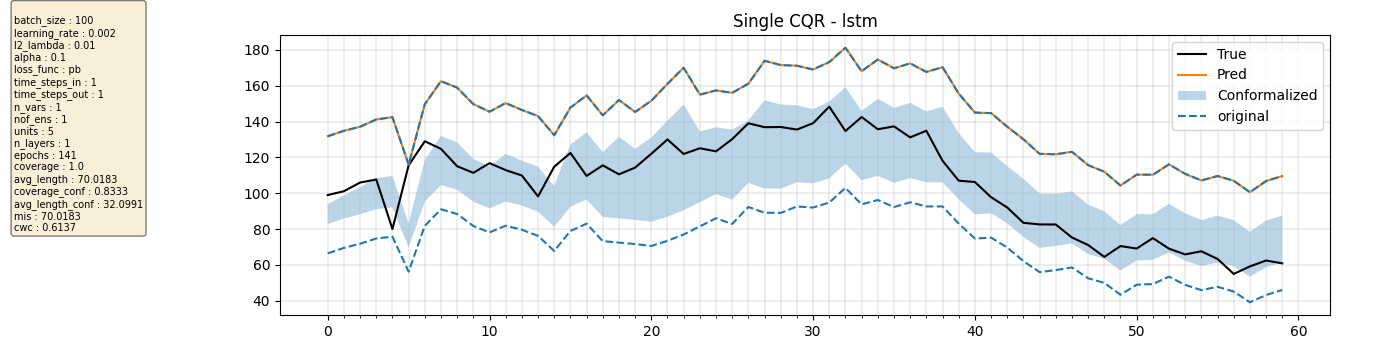 batch_size : 100
learning_rate : 0.002
l2_lambda : 0.01
alpha : 0.1
loss_func : pb
time_steps_in : 1
time_steps_out : 1
n_vars : 1
nof_ens : 1
units : 5
n_layers : 1
epochs : 141
coverage : 1.0
avg_length : 70.0183
coverage_conf : 0.8333
avg_length_conf : 32.0991
mis : 70.0183
cwc : 0.6137
Single CQR - lstm
180
160
140
120
100
80
60
40
0 10 20 30 40 50 60
True
Pred
Conformalized
original